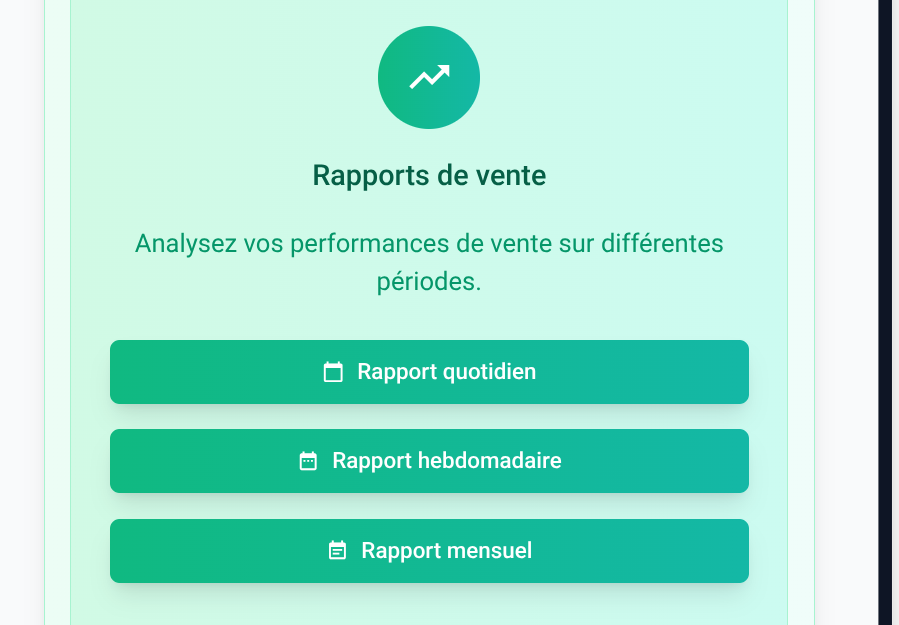 Rapports de vente
Analysez vos performances de vente sur différentes
périodes.
Rapport quotidien
Rapport hebdomadaire
Rapport mensuel